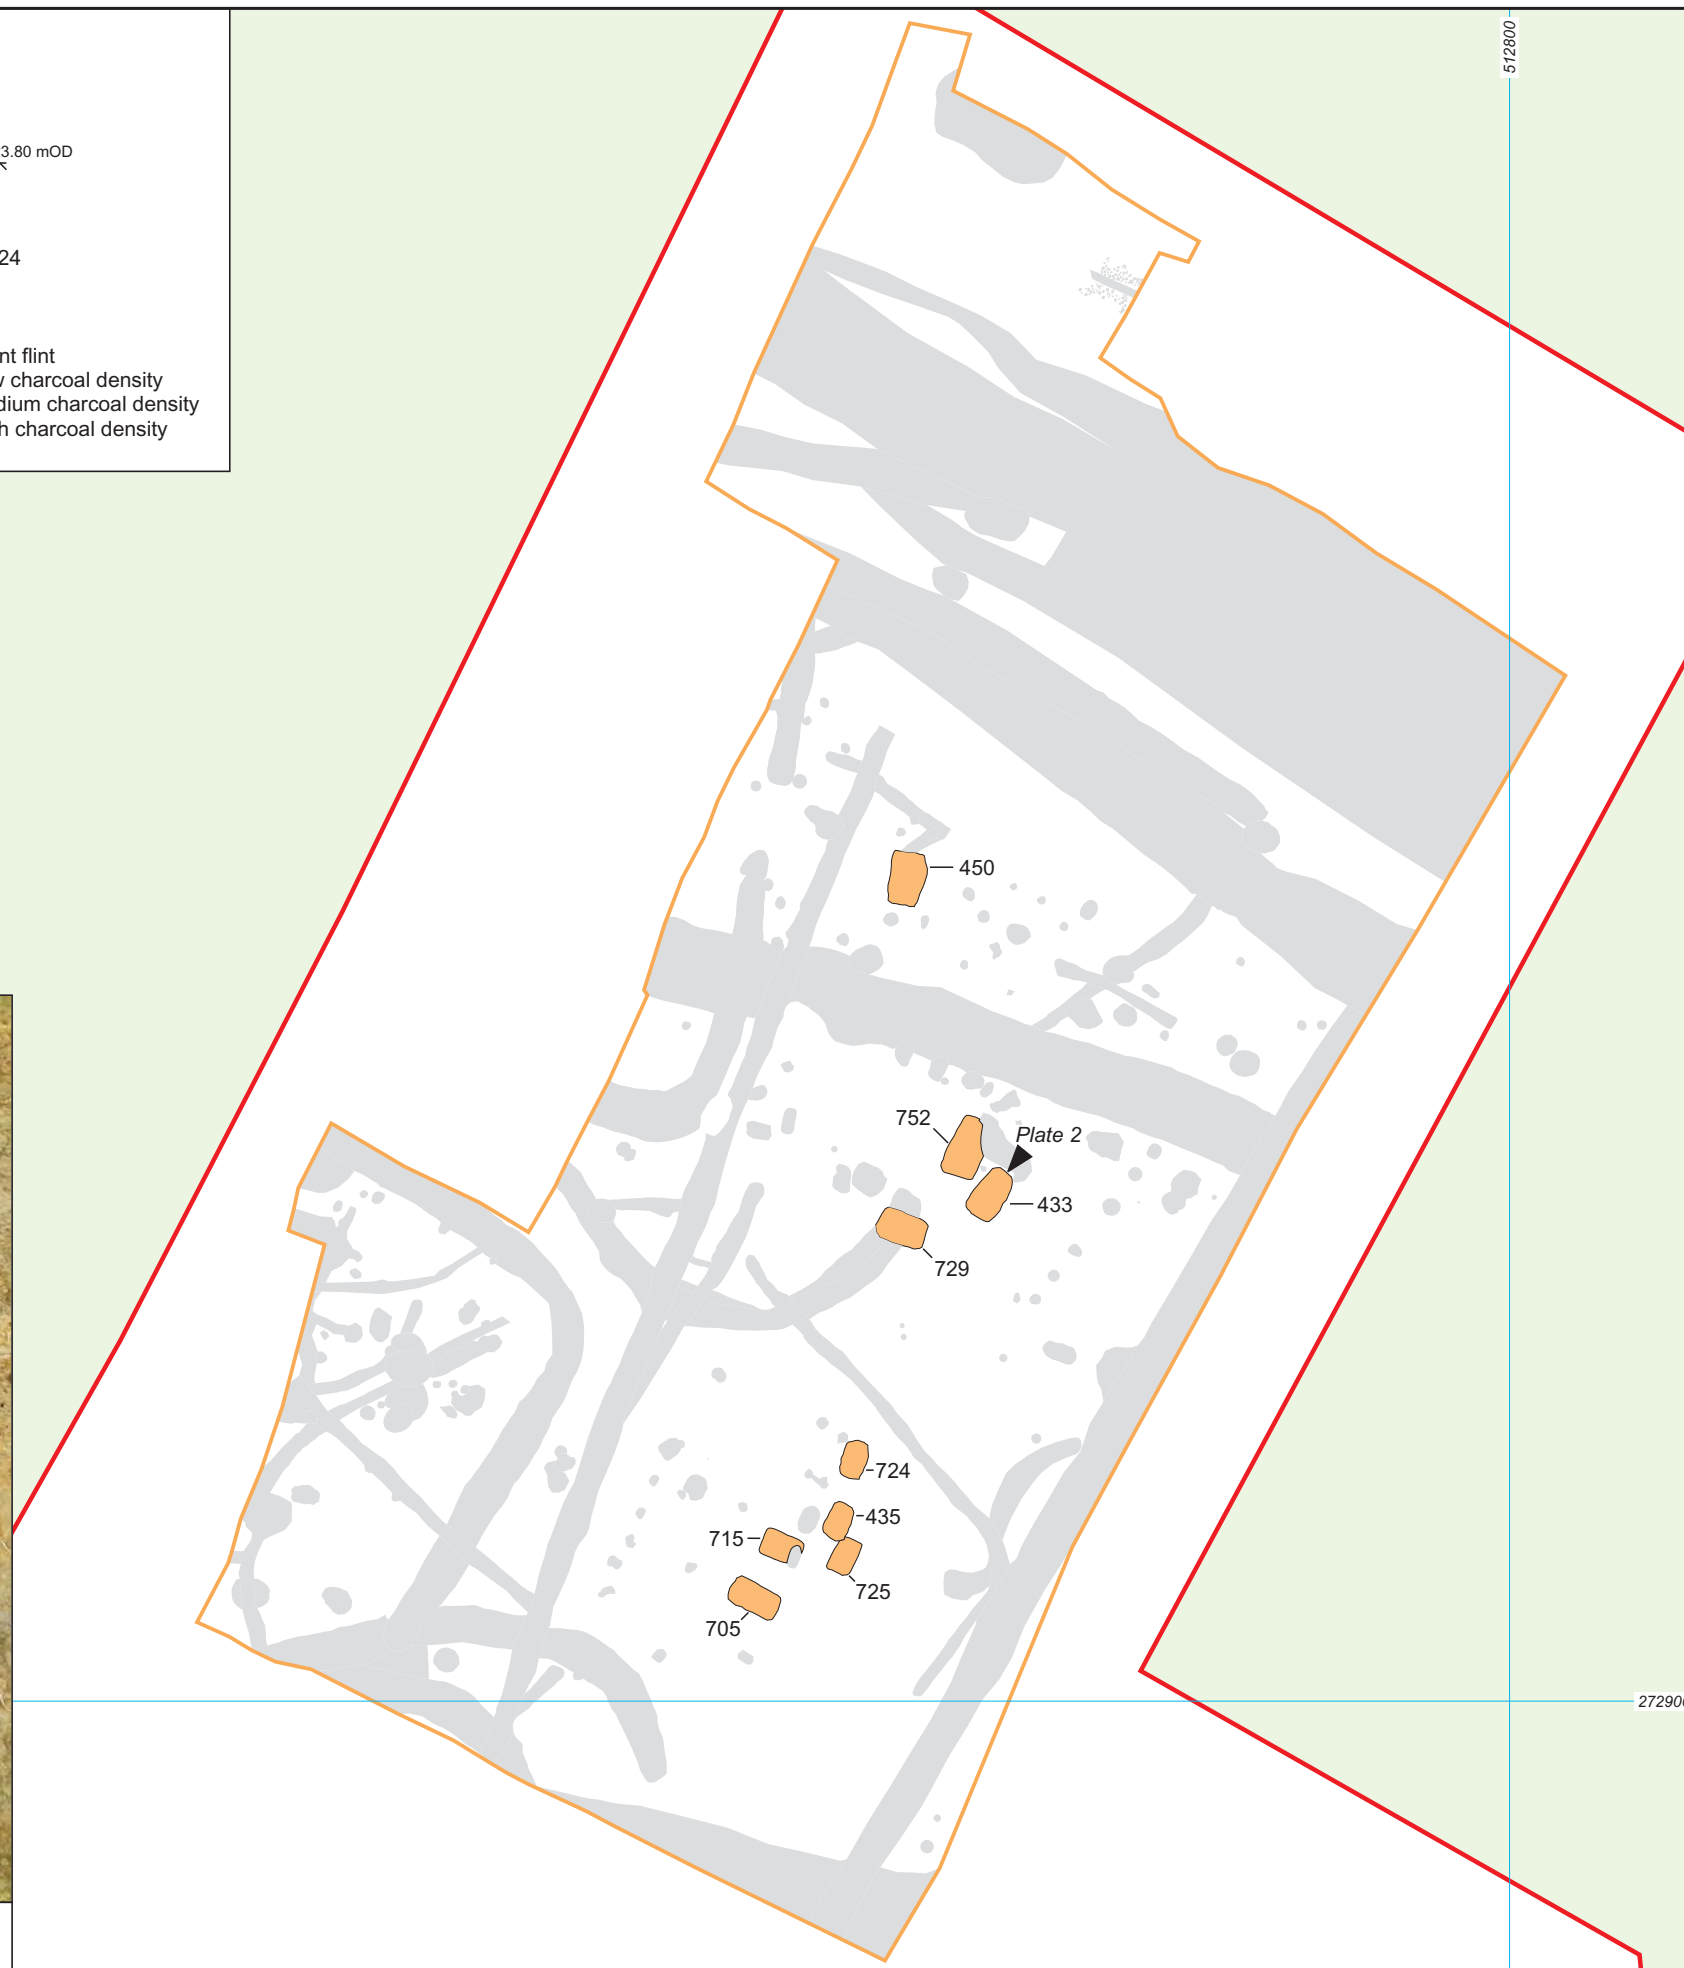 512800
3.80 mOD
24
nt flint
w charcoal density
dium charcoal density
h charcoal density
450
752
Plate 2
433
729
724
435
715
725
705
27290